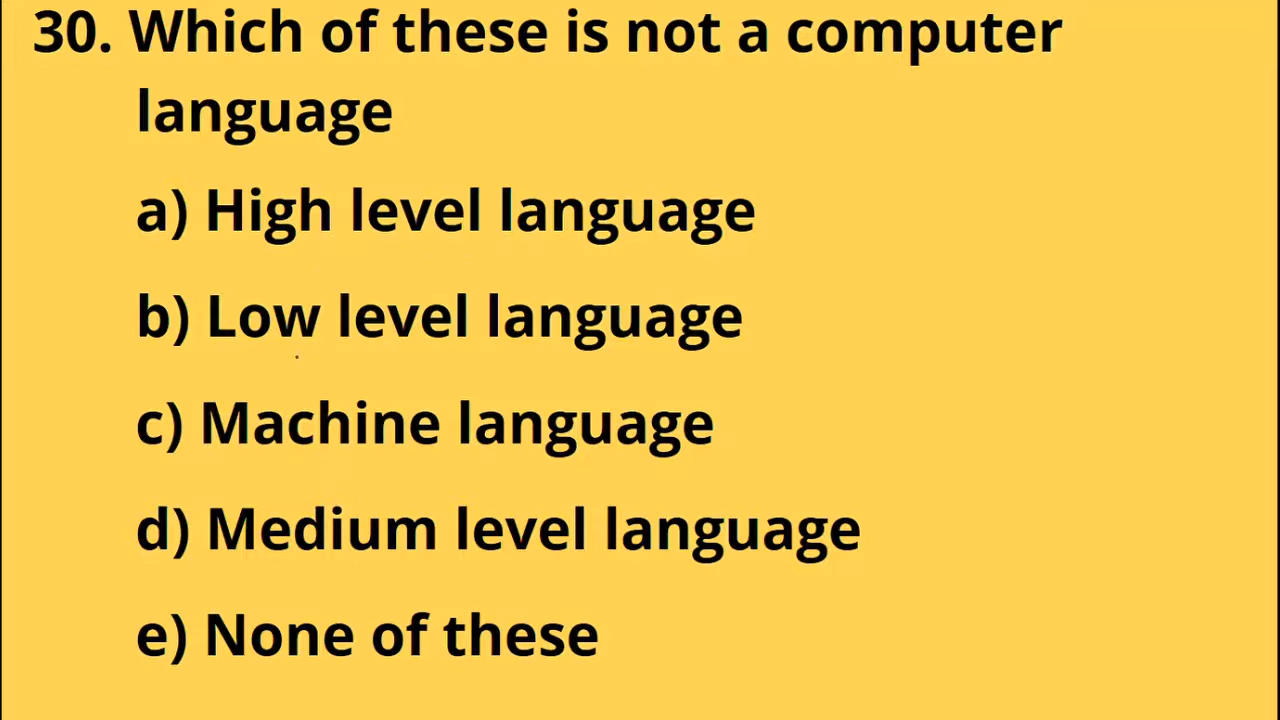 30. Which of these is not a computer
language
a) High level language
b) Low level language
c) Machine language
d) Medium level language
e) None of these